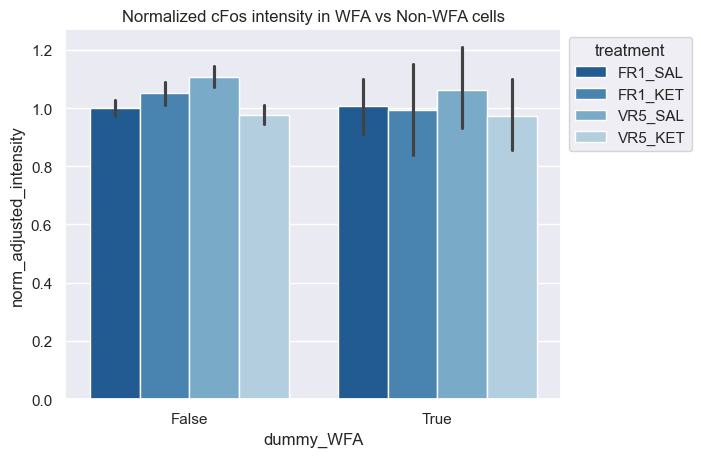 Normalized cFos intensity in WFA vs Non-WFA cells
treatment
FR1_SAL
FR1_KET
VR5_SAL
VR5_KET
norm_adjusted_intensity
1.2
1.0
0.8
0.6
0.4
0.2
0.0
False
True
dummy_WFA